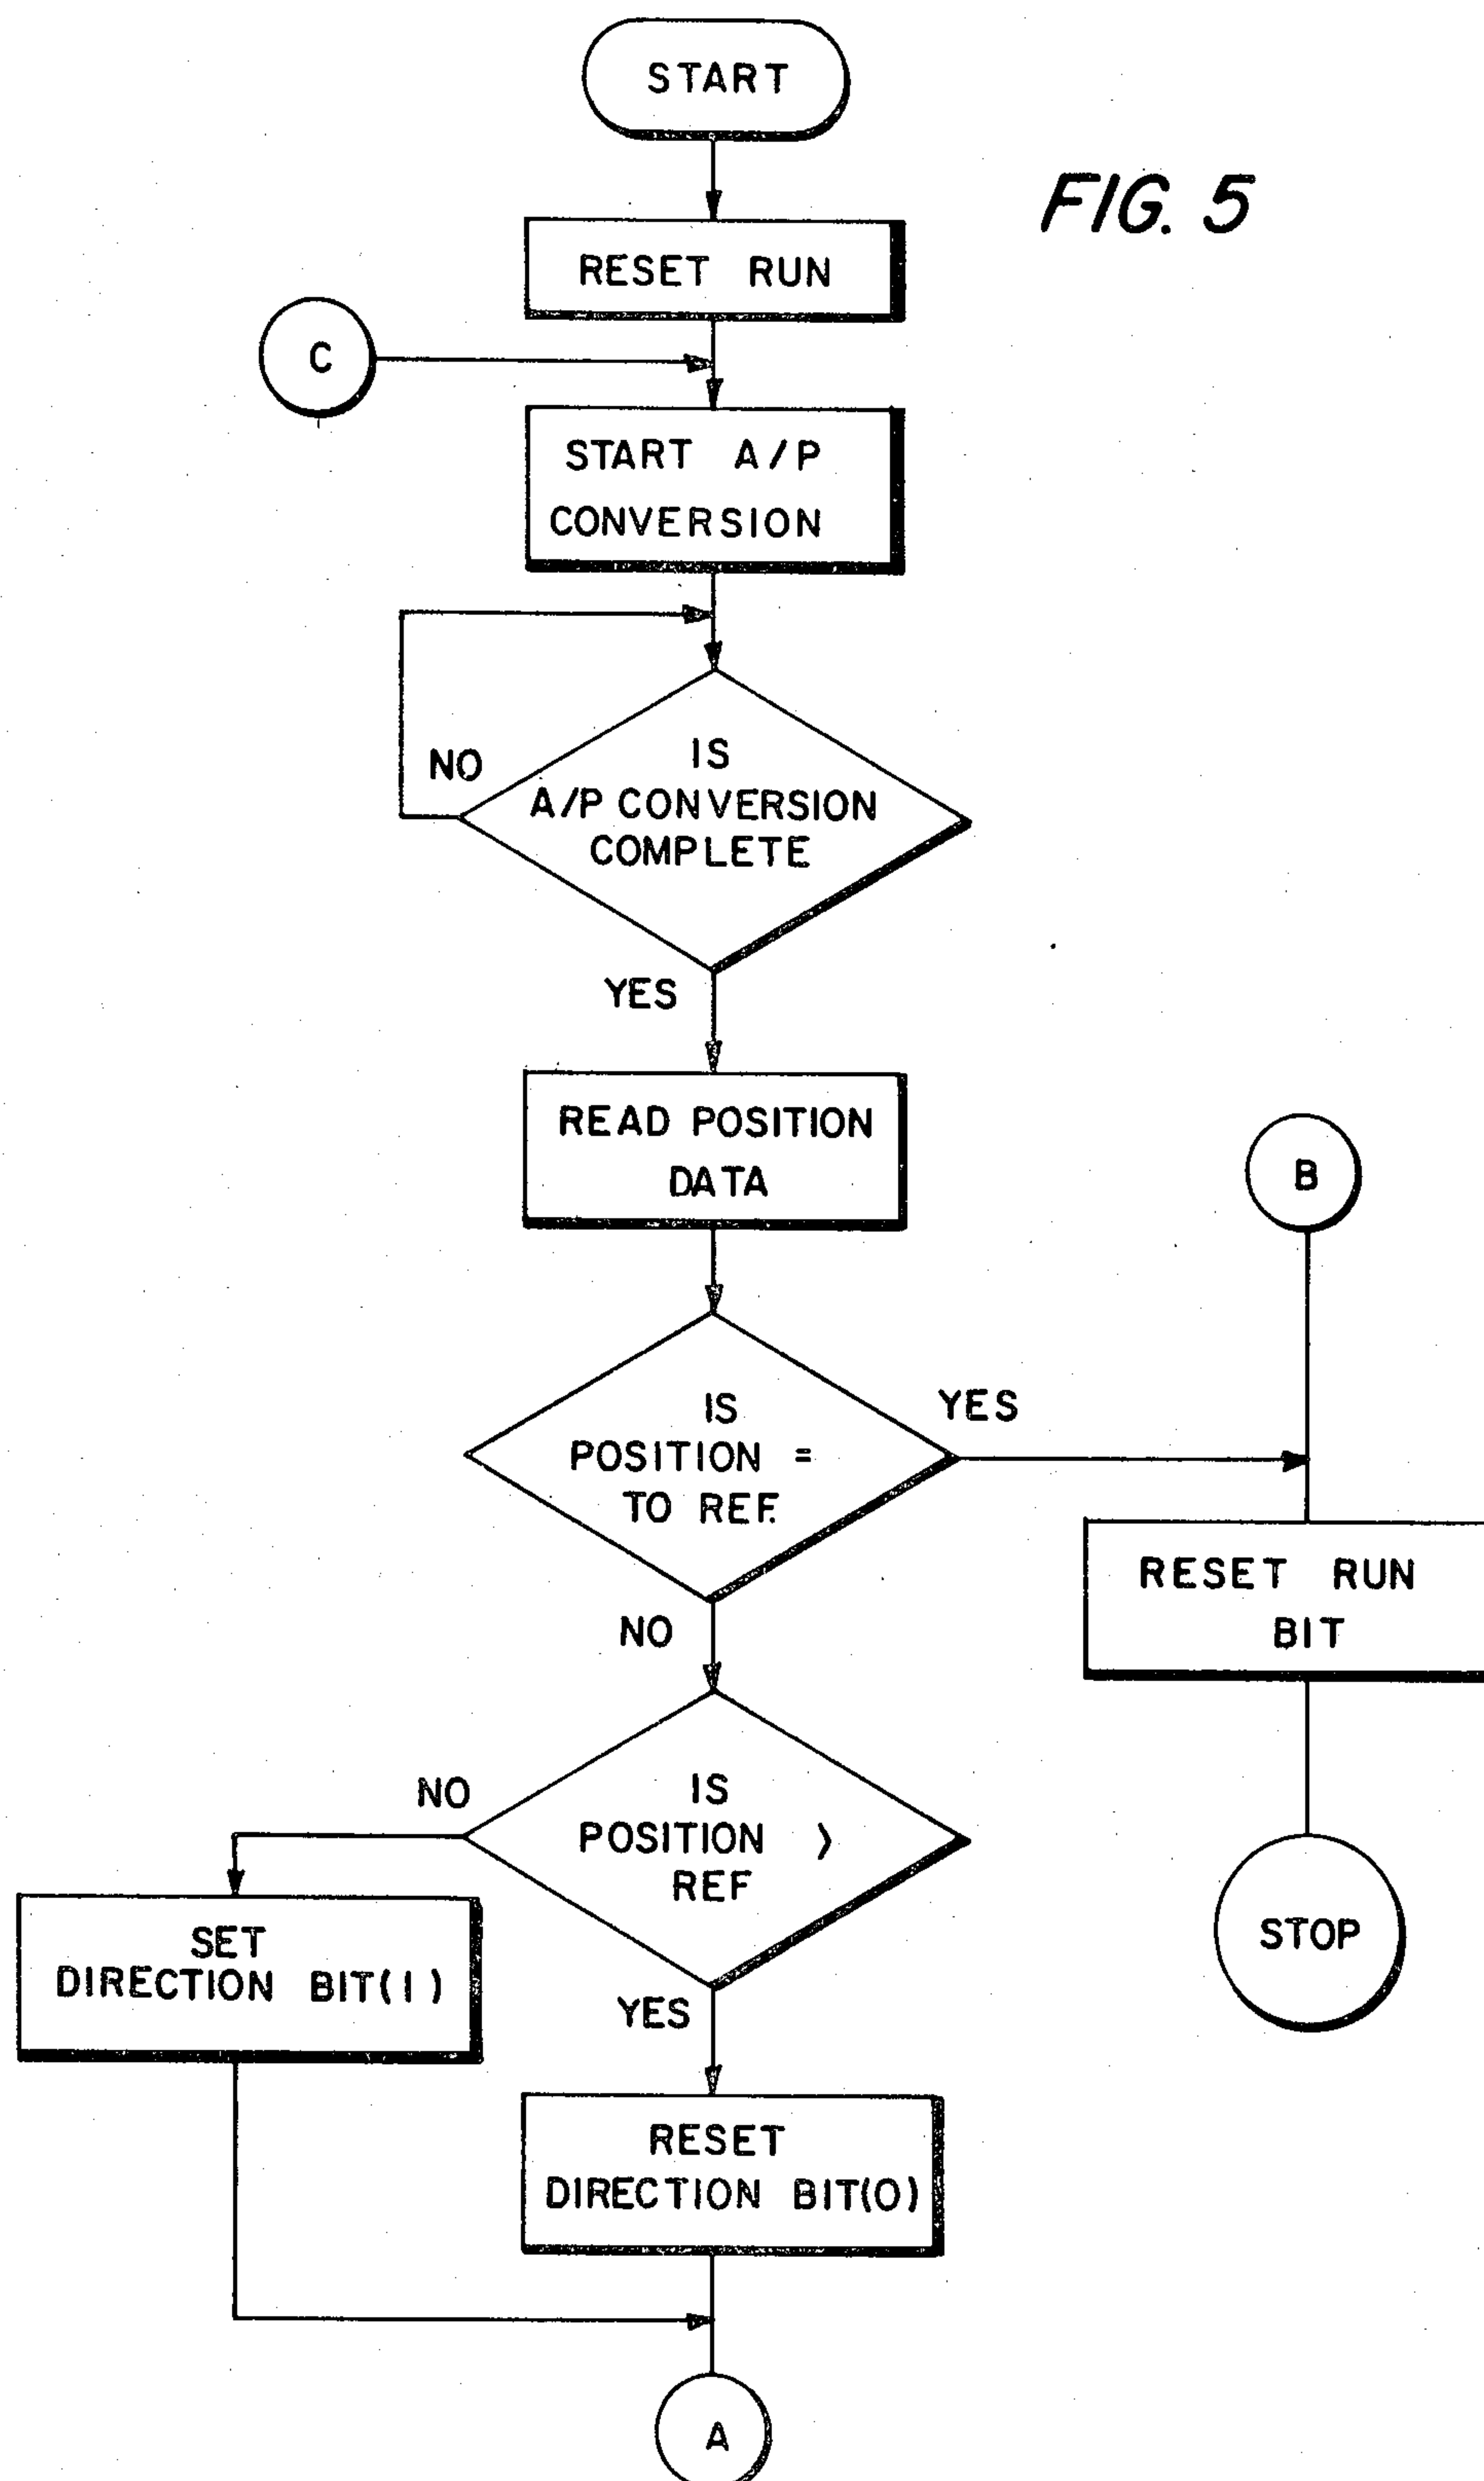 START
FIG. 5
RESET RUN
C
START A/P
CONVERSION
NO
IS
A/P CONVERSION
COMPLETE
YES
READ POSITION
DATA
B
IS
POSITION =
TO REF.
YES
RESET RUN
BIT
NO
NO
IS
POSITION >
REF
SET
DIRECTION BIT(1)
STOP
YES
RESET
DIRECTION BIT(0)
A